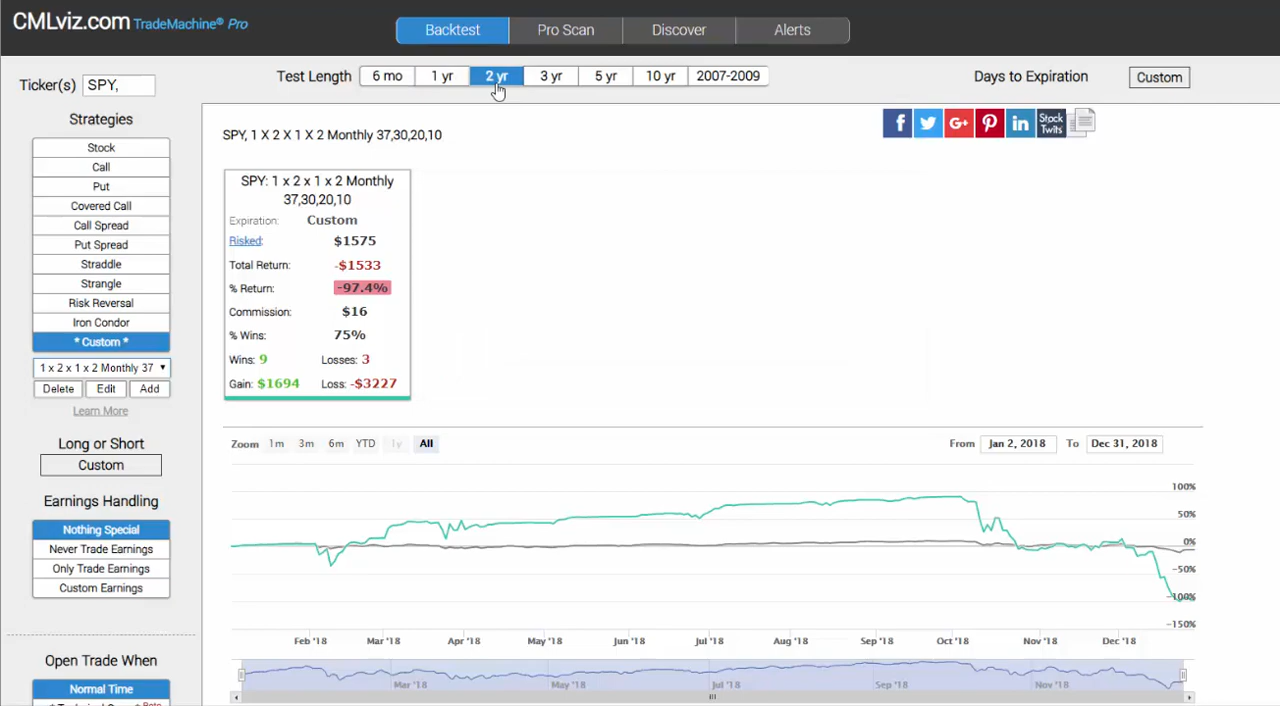 CMLviz.com TradeMachine® Pro
Backtest Pro Scan Discover Alerts
Ticker(s) SPY,
Test Length 6 mo 1 yr 2 yr 3 yr 5 yr 10 yr 2007-2009
Days to Expiration Custom
Strategies
Stock
Call
Put
Covered Call
Call Spread
Put Spread
Straddle
Strangle
Risk Reversal
Iron Condor
* Custom *
1 x 2 x 1 x 2 Monthly 37
Delete Edit Add
Learn More
Long or Short
Custom
Earnings Handling
Nothing Special
Never Trade Earnings
Only Trade Earnings
Custom Earnings
Open Trade When
Normal Time
SPY, 1 X 2 X 1 X 2 Monthly 37,30,20,10
f G+ in Stock
Twits
SPY: 1 x 2 x 1 x 2 Monthly
37,30,20,10
Expiration: Custom
Risked: $1575
Total Return: -$1533
% Return: -97.4%
Commission: $16
% Wins: 75%
Wins: 9 Losses: 3
Gain: $1694 Loss: -$3227
Zoom 1m 3m 6m YTD 1y All
From Jan 2, 2018 To Dec 31, 2018
100%
50%
0%
-50%
-100%
-150%
Feb '18 Mar '18 Apr '18 May '18 Jun '18 Jul '18 Aug '18 Sep '18 Oct '18 Nov '18 Dec '18
Mar '18 May '18 Jul '18 Sep '18 Nov '18